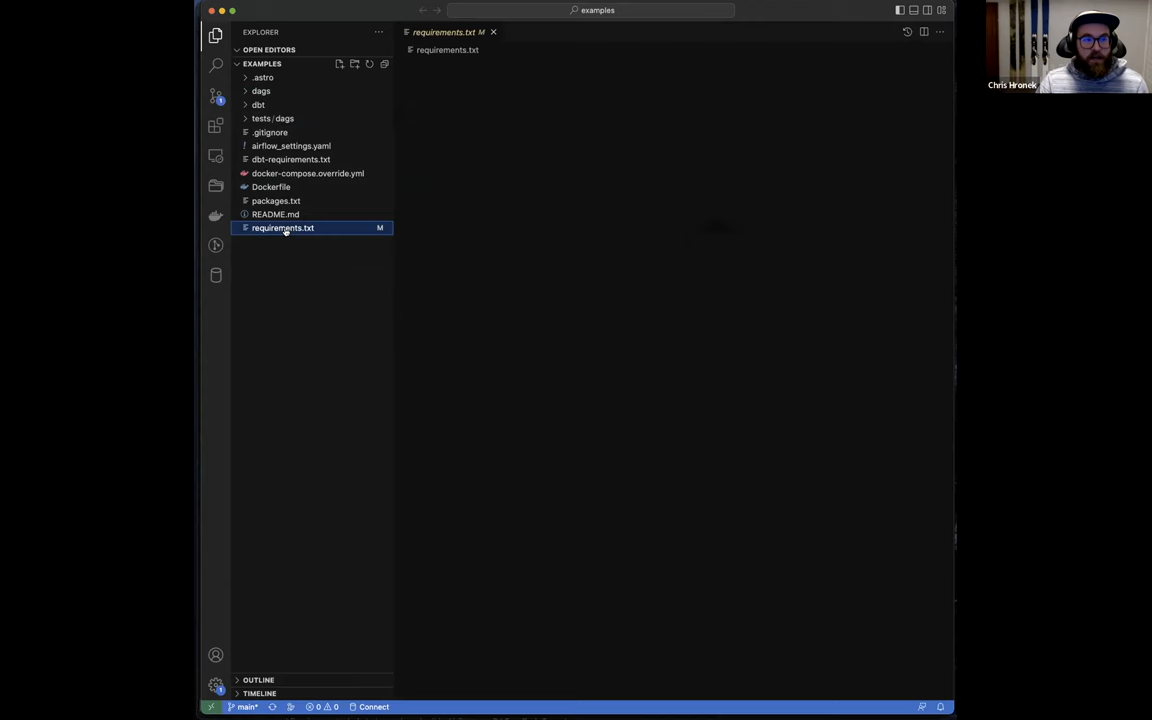 examples
EXPLORER
requirements.txt M
OPEN EDITORS
requirements.txt
EXAMPLES
.astro
dags
dbt
tests / dags
.gitignore
airflow_settings.yaml
dbt-requirements.txt
docker-compose.override.yml
Dockerfile
packages.txt
README.md
requirements.txt M
OUTLINE
TIMELINE
main* 0 0 Connect
1
1
Chris Hronek